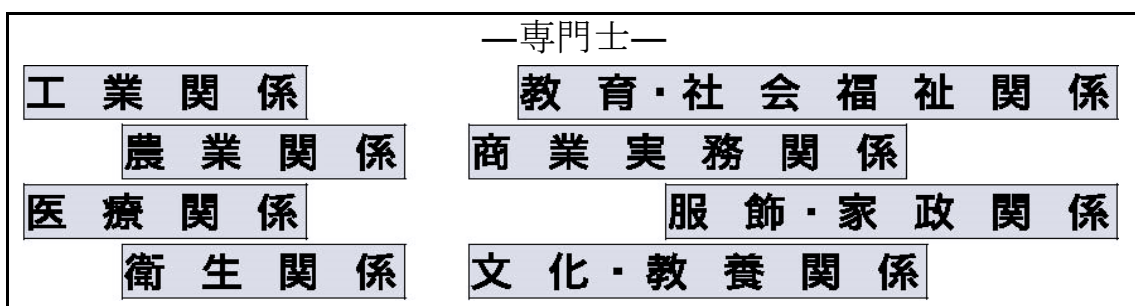 ―専門士―
工業関係
教育・社会福祉関係
農業関係
商業実務関係
医療関係
服飾・家政関係
衛生関係
文化・教養関係